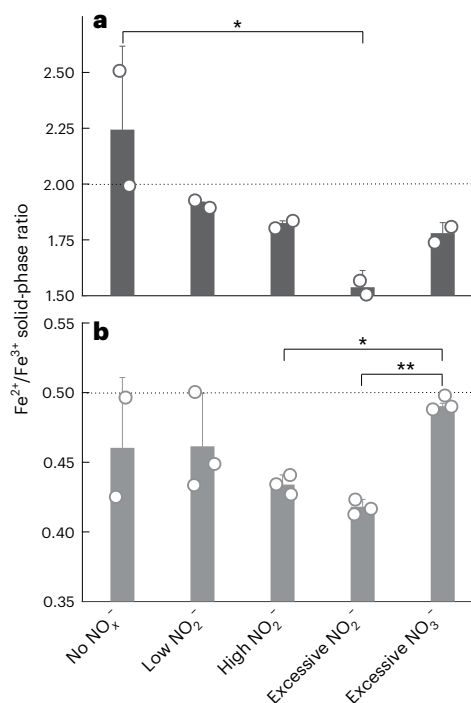 a
*
2.50
2.25
2.00
1.75
1.50
Fe²⁺/Fe³⁺ solid-phase ratio
0.55
b
*
**
0.50
0.45
0.40
0.35
No NOₓ⁻
Low NO₂⁻
High NO₂⁻
Excessive NO₂⁻
Excessive NO₃⁻